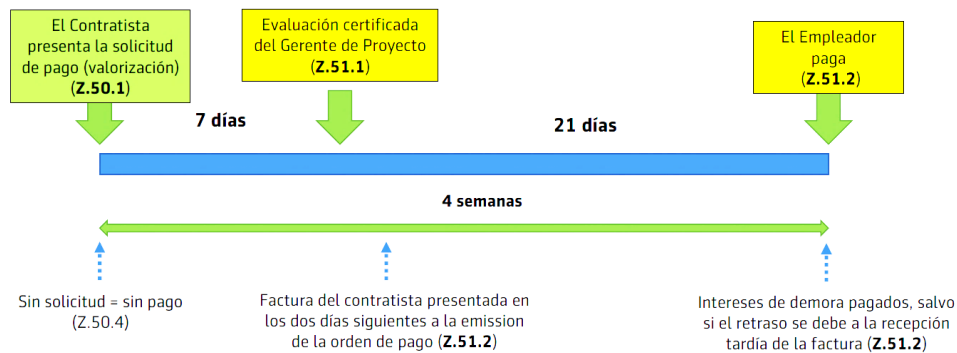 El Contratista
presenta la solicitud
de pago (valorización)
(Z.50.1)
Evaluación certificada
del Gerente de Proyecto
(Z.51.1)
El Empleador
paga
(Z.51.2)
7 días
21 días
4 semanas
Sin solicitud = sin pago
(Z.50.4)
Factura del contratista presentada en
los dos días siguientes a la emission
de la orden de pago (Z.51.2)
Intereses de demora pagados, salvo
si el retraso se debe a la recepción
tardía de la factura (Z.51.2)